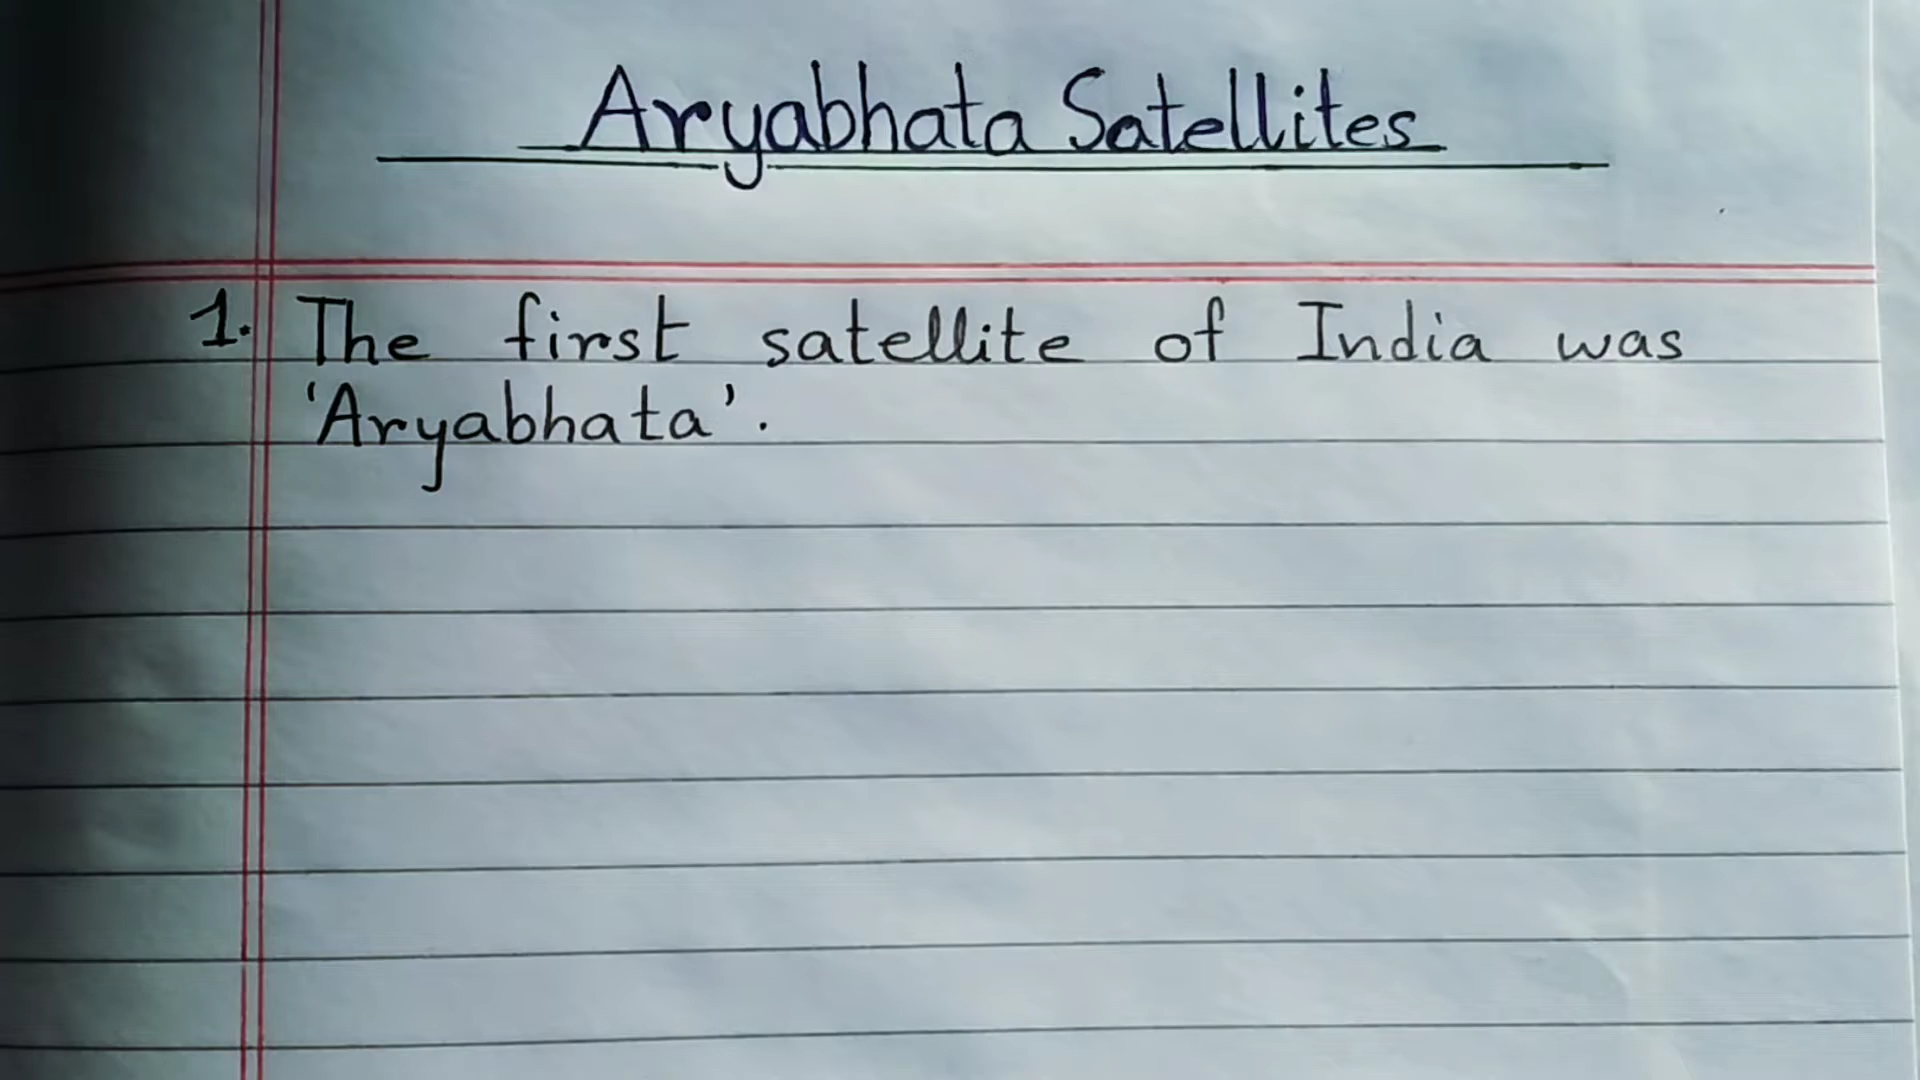 Aryabhata Satellites
1. The first satellite of India was
'Aryabhata'.